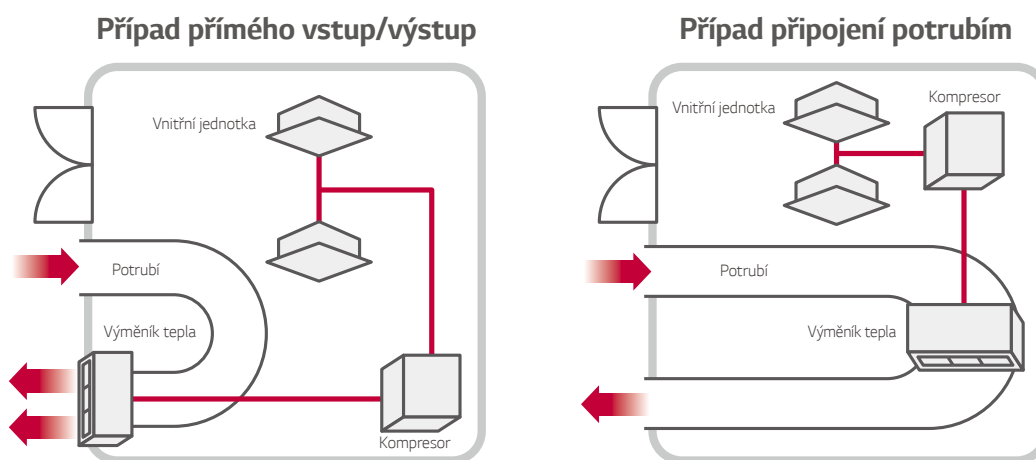 Případ přímého vstup/výstup
Vnitřní jednotka
Potrubí
Výměník tepla
Kompresor
Případ připojení potrubím
Kompresor
Vnitřní jednotka
Potrubí
Výměník tepla